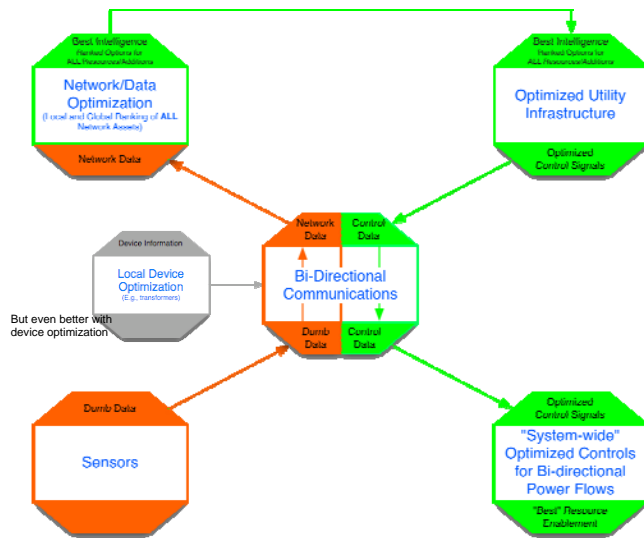 Best Intelligence
Ranked Options for
ALL Resources/Additions
Network/Data
Optimization
(Local and Global Ranking of ALL
Network Assets)
Network Data
Best Intelligence
Ranked Options for
ALL Resources/Additions
Optimized Utility
Infrastructure
Optimized
Control Signals
Network
Data
Control
Data
Bi-Directional
Communications
Dumb
Data
Control
Data
Device Information
Local Device
Optimization
(E.g., transformers)
But even better with
device optimization
Dumb Data
Sensors
Optimized
Control Signals
"System-wide"
Optimized Controls
for Bi-directional
Power Flows
"Best" Resource
Enablement